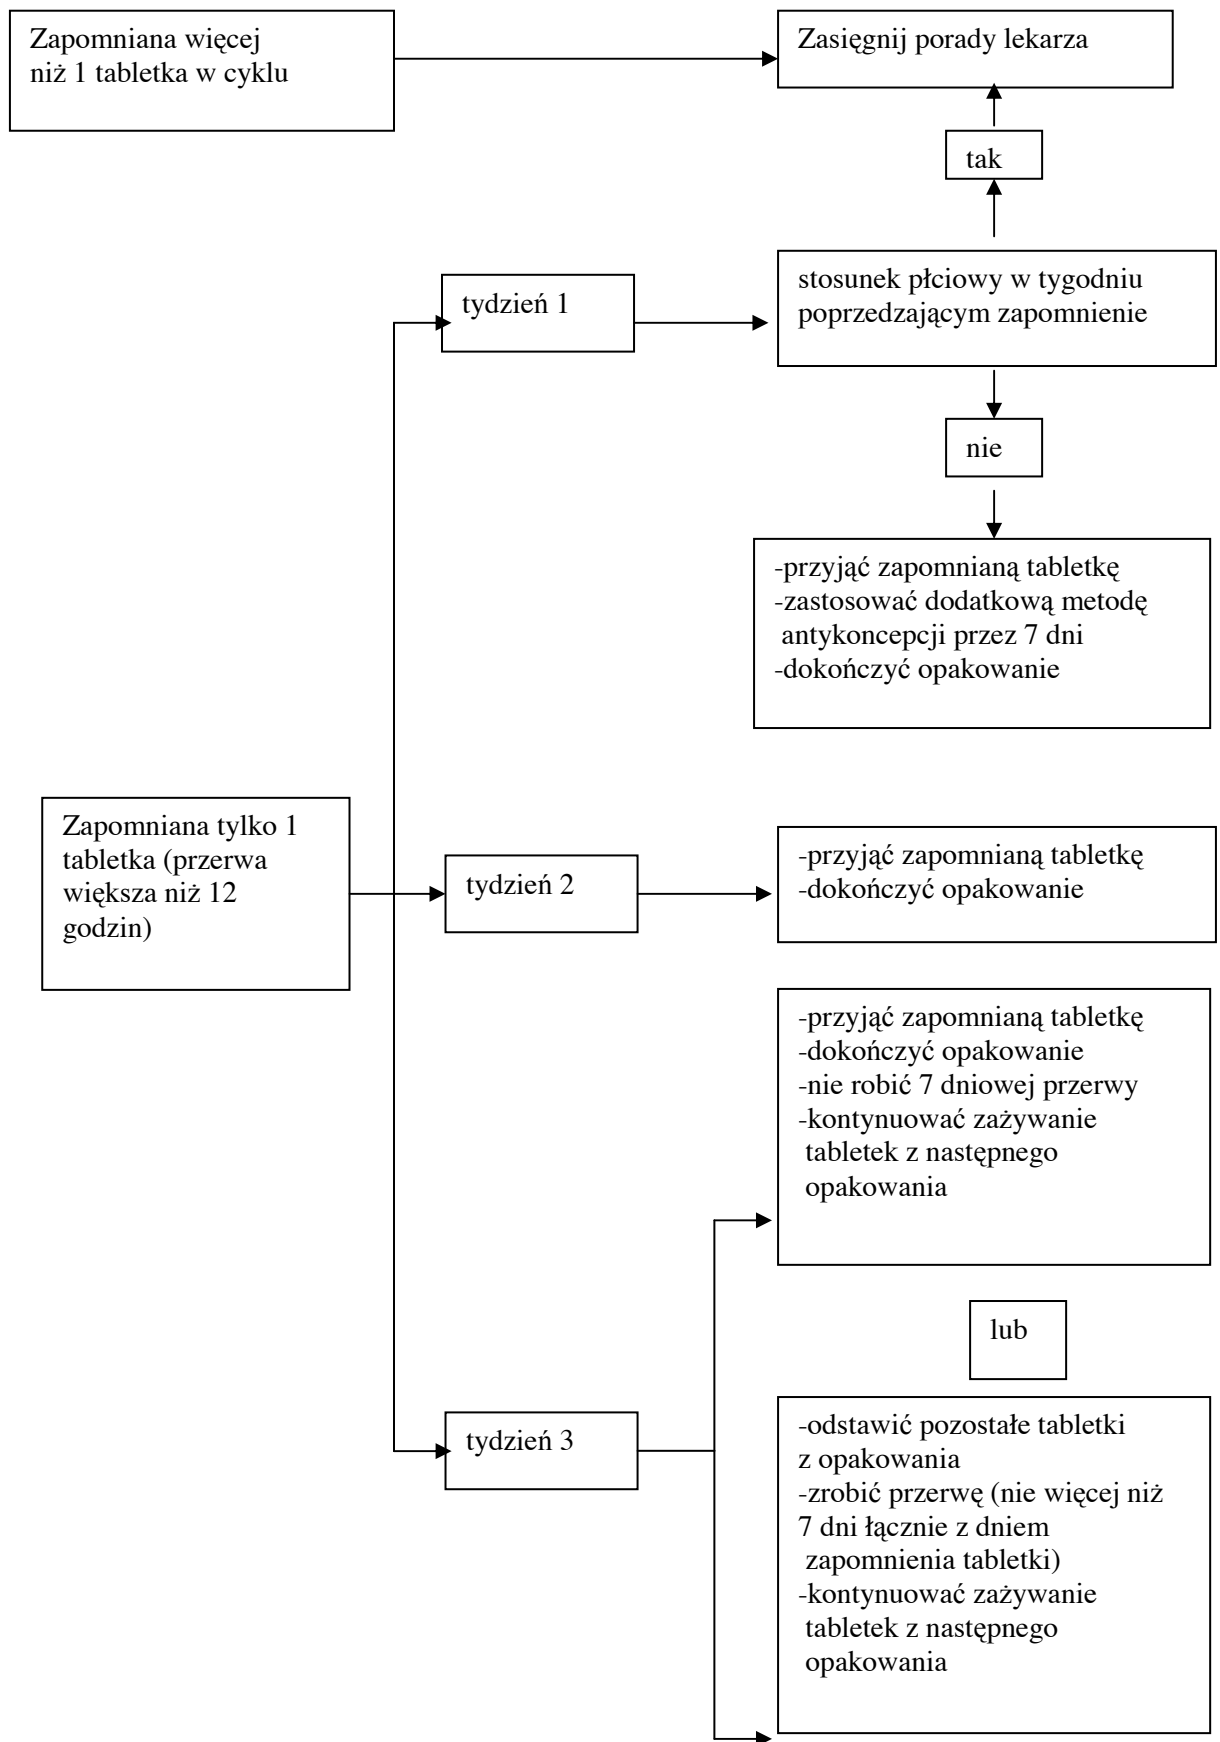 Zapomniana więcej
niż 1 tabletka w cyklu
Zasięgnij porady lekarza
tak
tydzień 1
stosunek płciowy w tygodniu
poprzedzającym zapomnienie
nie
-przyjąć zapomnianą tabletkę
-zastosować dodatkową metodę
antykoncepcji przez 7 dni
-dokończyć opakowanie
Zapomniana tylko 1
tabletka (przerwa
większa niż 12
godzin)
tydzień 2
-przyjąć zapomnianą tabletkę
-dokończyć opakowanie
-przyjąć zapomnianą tabletkę
-dokończyć opakowanie
-nie robić 7 dniowej przerwy
-kontynuować zażywanie
tabletek z następnego
opakowania
lub
tydzień 3
-odstawić pozostałe tabletki
z opakowania
-zrobić przerwę (nie więcej niż
7 dni łącznie z dniem
zapomnienia tabletki)
-kontynuować zażywanie
tabletek z następnego
opakowania